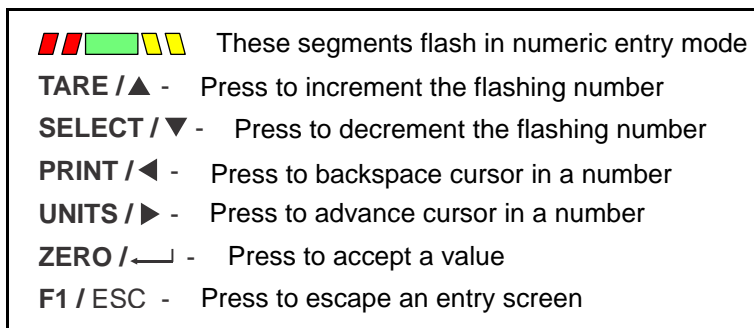 These segments flash in numeric entry mode
TARE /▲ - Press to increment the flashing number
SELECT / ▼ - Press to decrement the flashing number
PRINT /◀ - Press to backspace cursor in a number
UNITS / ▶ - Press to advance cursor in a number
ZERO /↵ - Press to accept a value
F1 / ESC - Press to escape an entry screen